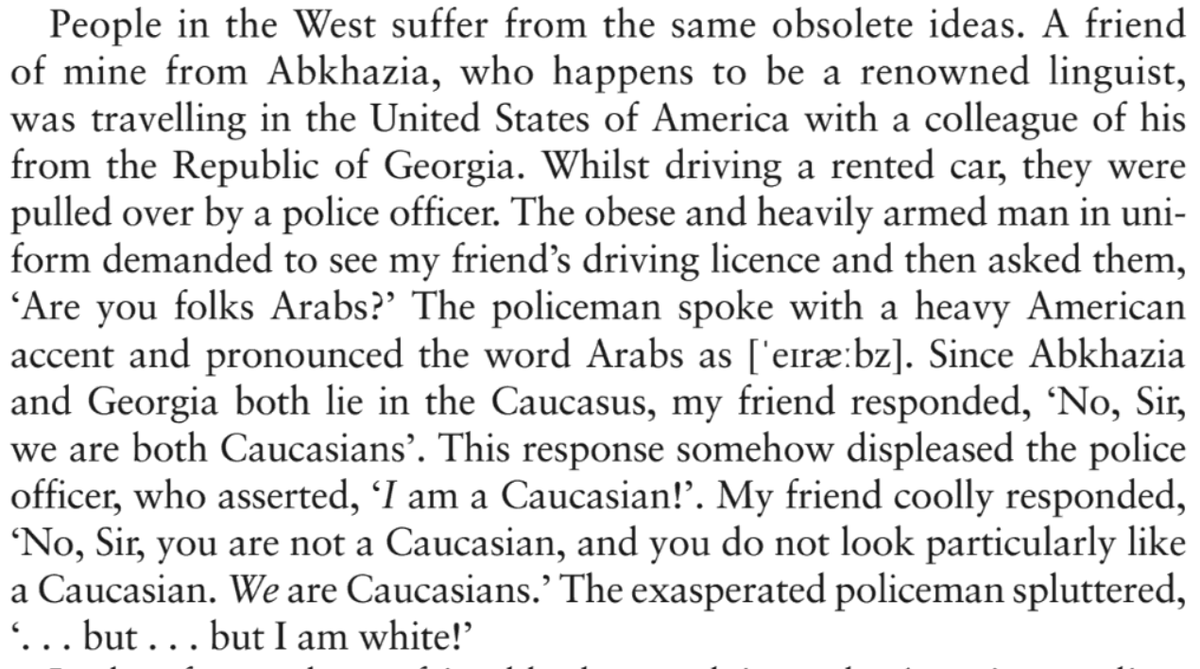 People in the West suffer from the same obsolete ideas. A friend
of mine from Abkhazia, who happens to be a renowned linguist,
was travelling in the United States of America with a colleague of his
from the Republic of Georgia. Whilst driving a rented car, they were
pulled over by a police officer. The obese and heavily armed man in uni-
form demanded to see my friend’s driving licence and then asked them,
‘Are you folks Arabs?’ The policeman spoke with a heavy American
accent and pronounced the word Arabs as [ˈeɪræːbz]. Since Abkhazia
and Georgia both lie in the Caucasus, my friend responded, ‘No, Sir,
we are both Caucasians’. This response somehow displeased the police
officer, who asserted, ‘I am a Caucasian!’. My friend coolly responded,
‘No, Sir, you are not a Caucasian, and you do not look particularly like
a Caucasian. We are Caucasians.’ The exasperated policeman spluttered,
‘. . . but . . . but I am white!’